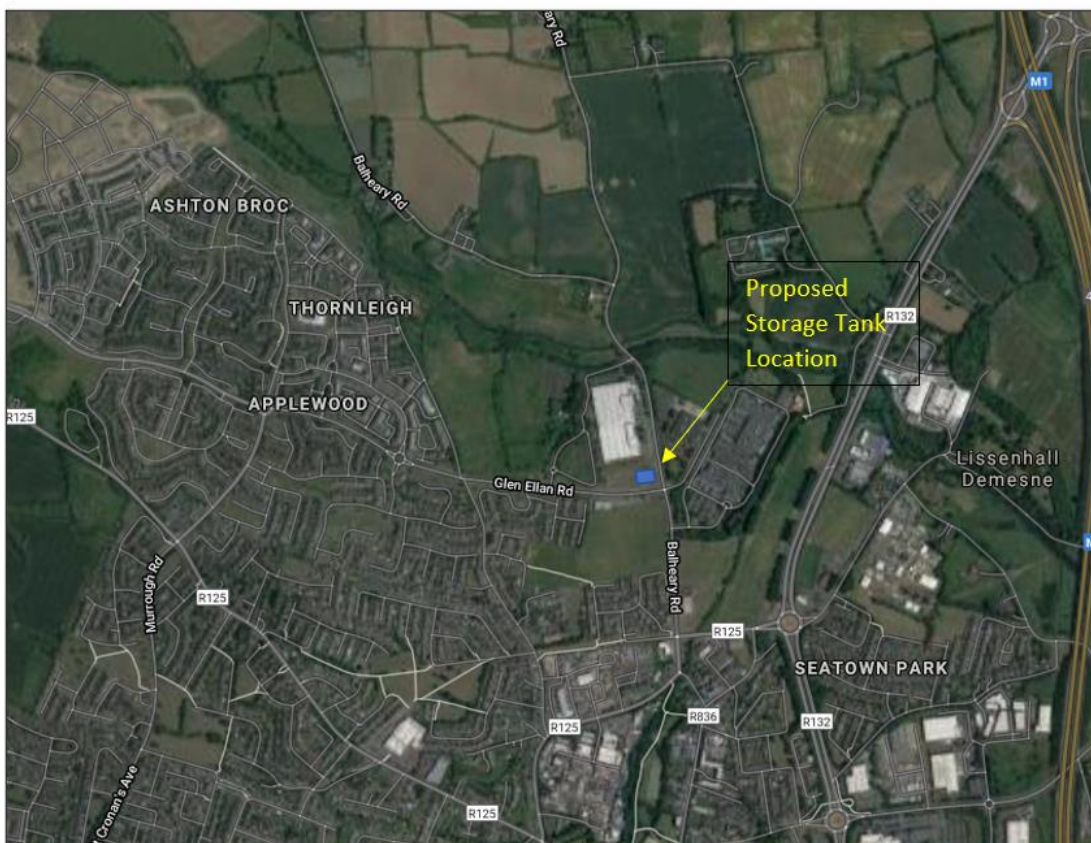 ary Rd
M1
Balheary Rd
ASHTON BROC
Proposed
Storage Tank
Location
R132
THORNLEIGH
APPLEWOOD
R125
Lissenhall
Demesne
Glen Ellan Rd
Balheary Rd
Murrough Rd
R125
R125
SEATOWN PARK
R836
R132
R125
Cronan's Ave
R125